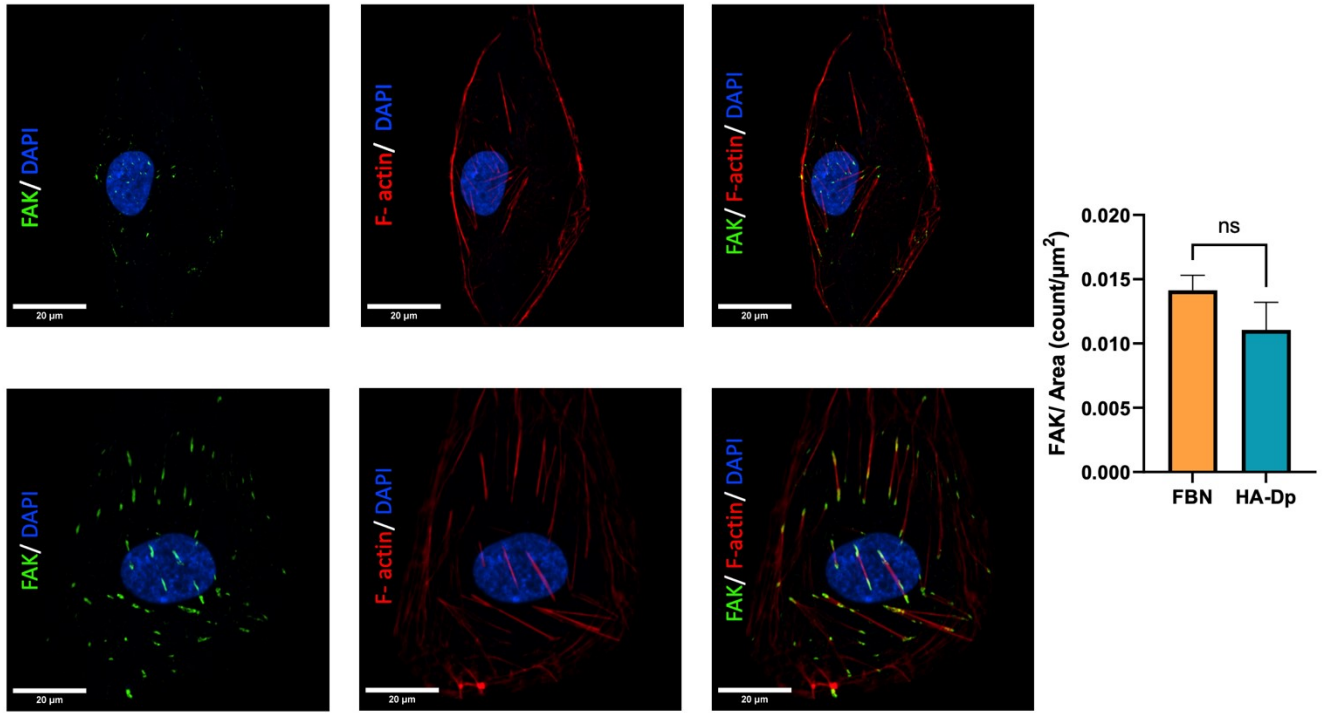 FAK/ DAPI
F- actin/ DAPI
FAK/ F-actin/ DAPI
20 µm
20 µm
20 µm
FAK/ DAPI
F- actin/ DAPI
FAK/ F-actin/ DAPI
20 µm
20 µm
20 µm
FAK/ Area (count/µm²)
0.020
0.015
0.010
0.005
0.000
ns
FBN
HA-Dp